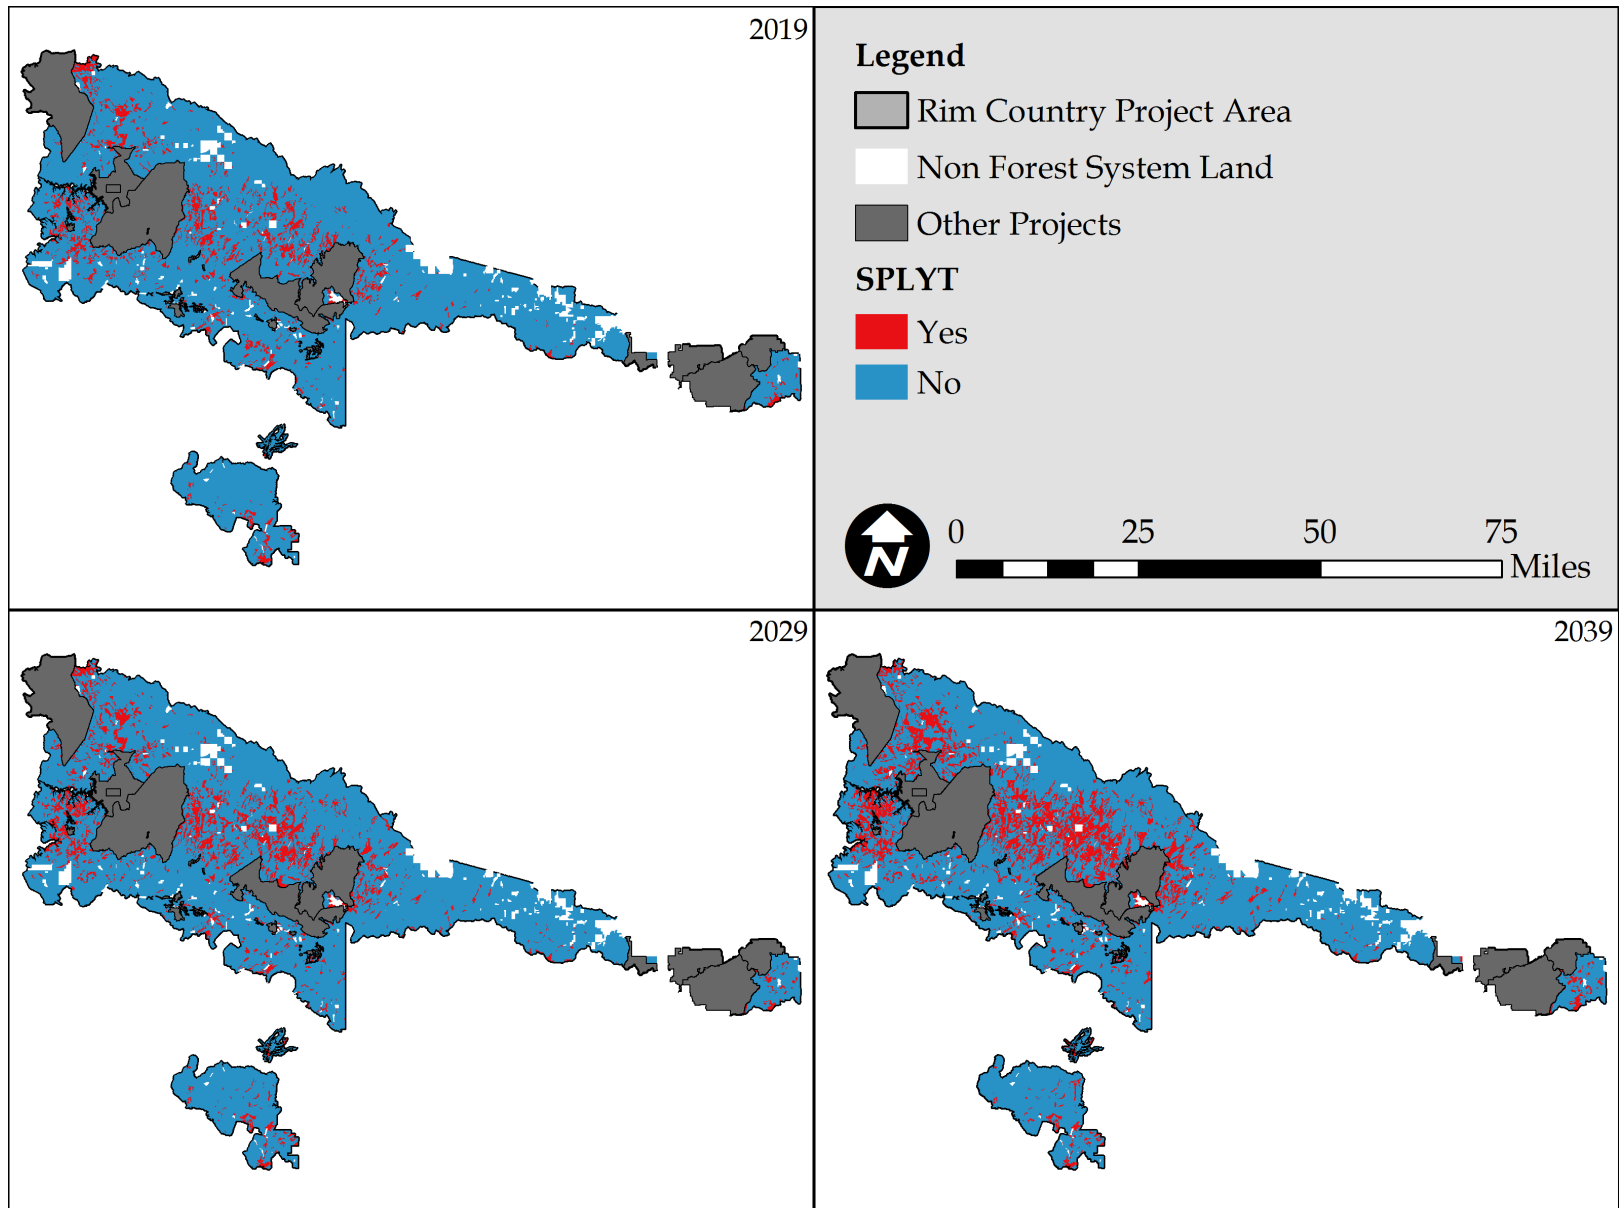 2019
Legend
Rim Country Project Area
Non Forest System Land
Other Projects
SPLYT
Yes
No
N
0 25 50 75
Miles
2029
2039